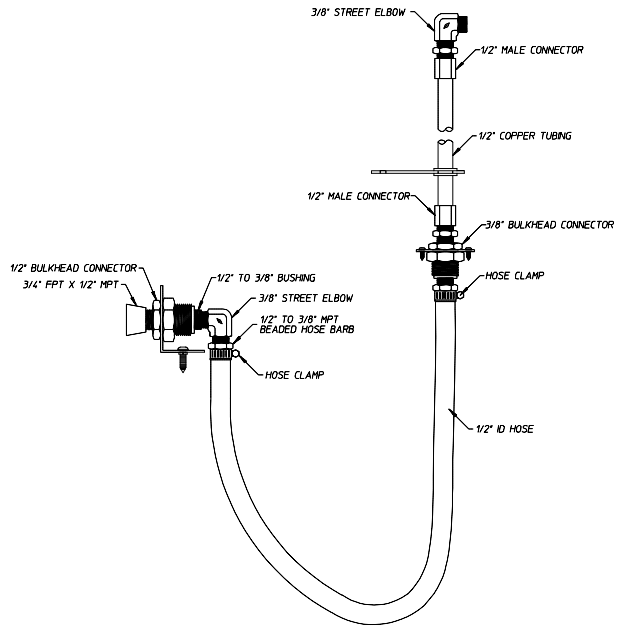 3/8" STREET ELBOW
1/2" MALE CONNECTOR
1/2" COPPER TUBING
1/2" MALE CONNECTOR
3/8" BULKHEAD CONNECTOR
HOSE CLAMP
1/2" BULKHEAD CONNECTOR
3/4" FPT X 1/2" MPT
1/2" TO 3/8" BUSHING
3/8" STREET ELBOW
1/2" TO 3/8" MPT
BEADED HOSE BARB
HOSE CLAMP
1/2" ID HOSE